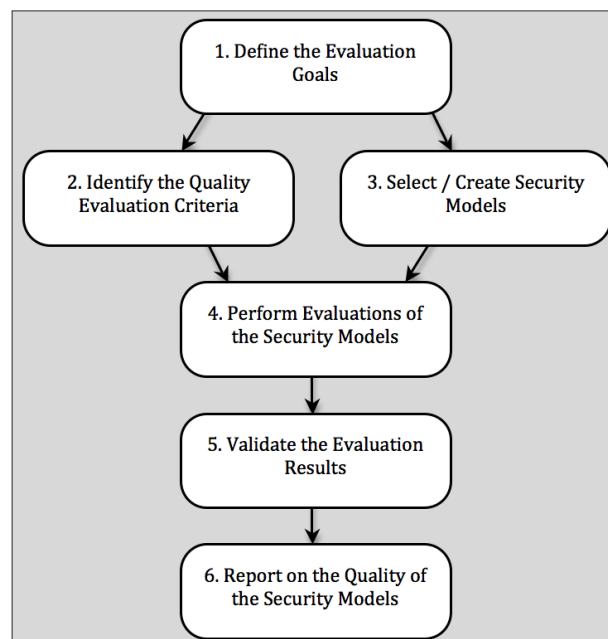 1. Define the Evaluation
Goals
2. Identify the Quality
Evaluation Criteria
3. Select / Create Security
Models
4. Perform Evaluations of
the Security Models
5. Validate the Evaluation
Results
6. Report on the Quality of
the Security Models